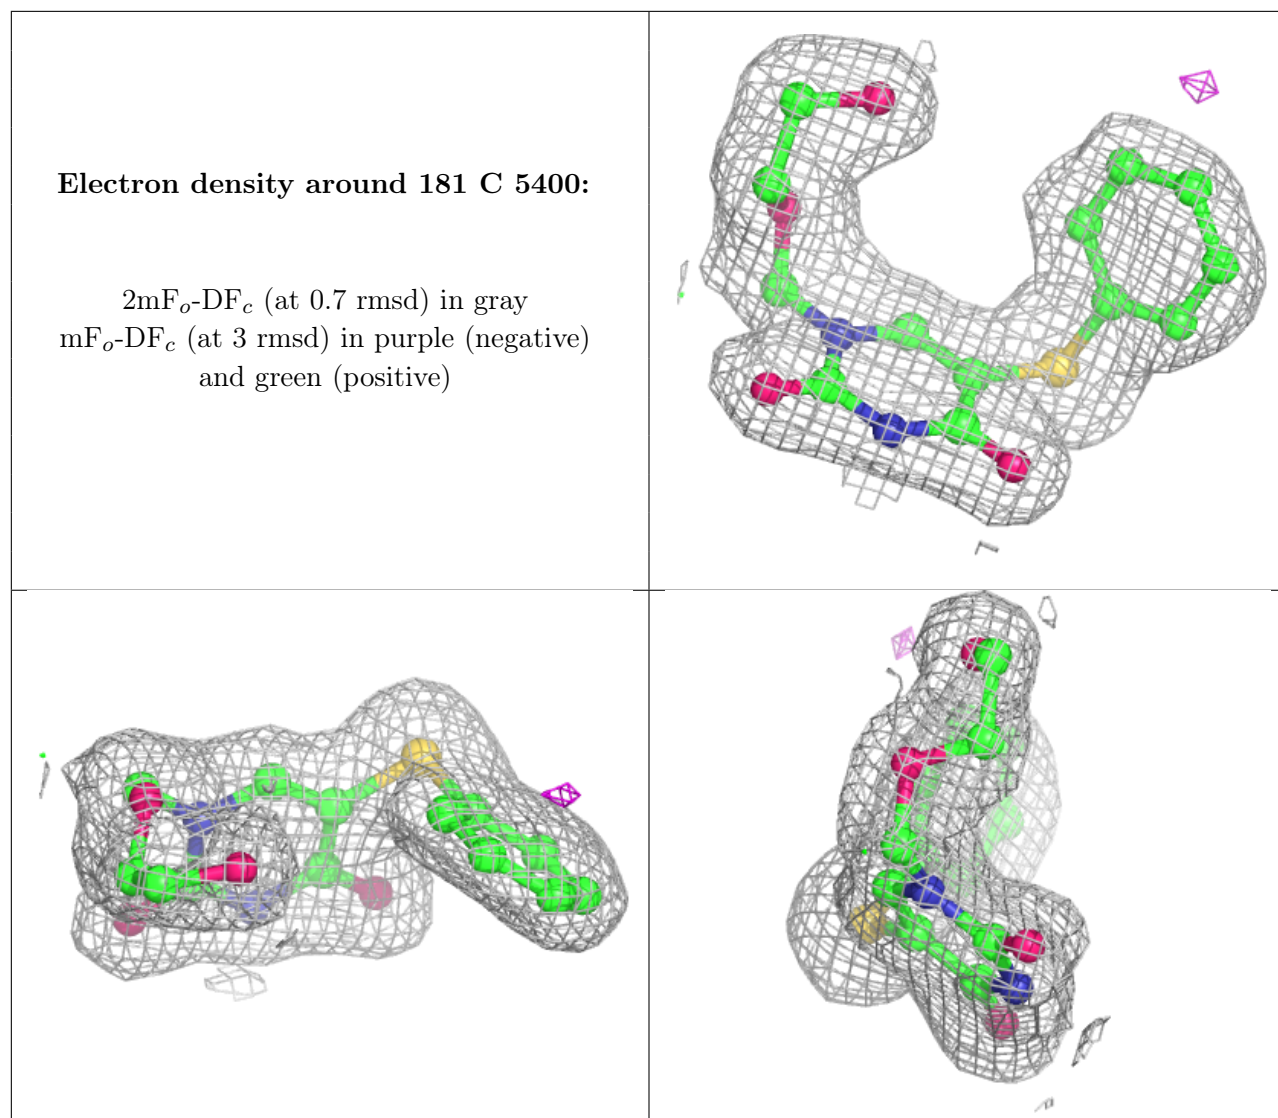 Electron density around 181 C 5400:
2mFo-DFc (at 0.7 rmsd) in gray
mFo-DFc (at 3 rmsd) in purple (negative)
and green (positive)